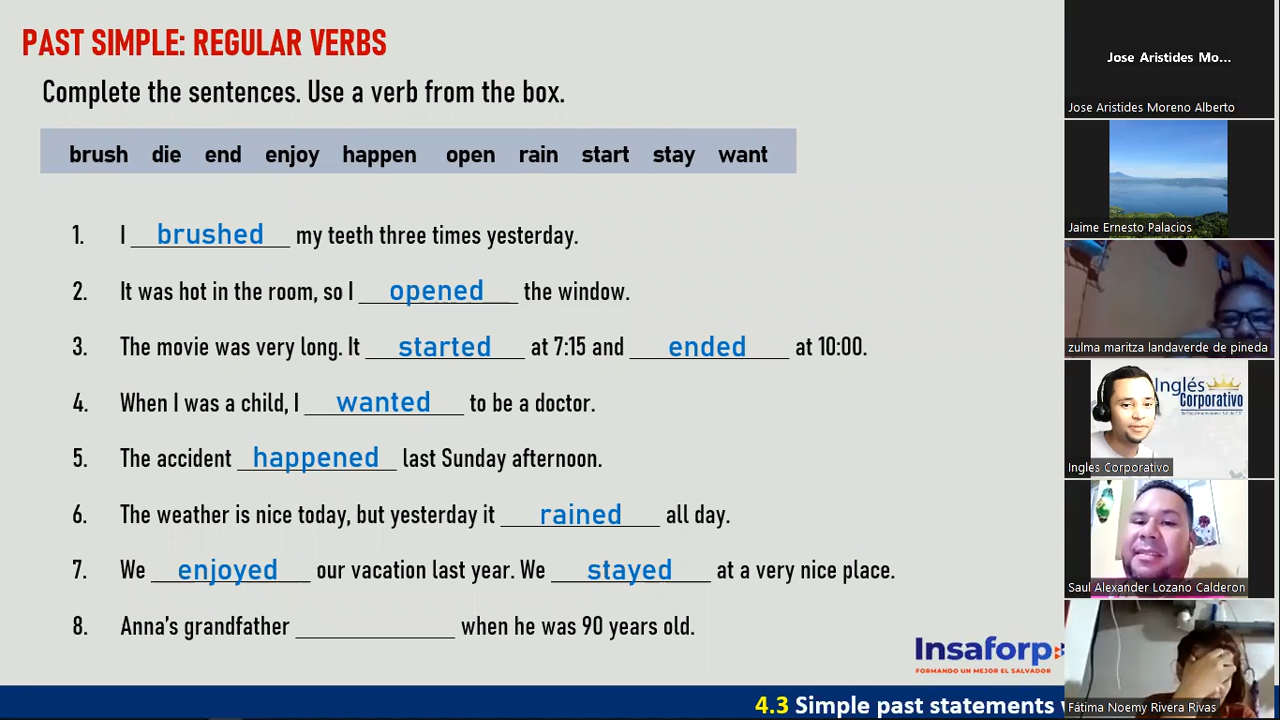 PAST SIMPLE: REGULAR VERBS
Complete the sentences. Use a verb from the box.
brush die end enjoy happen open rain start stay want
1. I brushed my teeth three times yesterday.
2. It was hot in the room, so I opened the window.
3. The movie was very long. It started at 7:15 and ended at 10:00.
4. When I was a child, I wanted to be a doctor.
5. The accident happened last Sunday afternoon.
6. The weather is nice today, but yesterday it rained all day.
7. We enjoyed our vacation last year. We stayed at a very nice place.
8. Anna's grandfather ____________ when he was 90 years old.
Insaforp
FORMANDO UN MEJOR EL SALVADOR
4.3 Simple past statements
Jose Aristides Mo...
Jose Aristides Moreno Alberto
Jaime Ernesto Palacios
zulma maritza landaverde de pineda
Inglés
Corporativo
Inglés Corporativo
Saul Alexander Lozano Calderon
Fátima Noemy Rivera Rivas